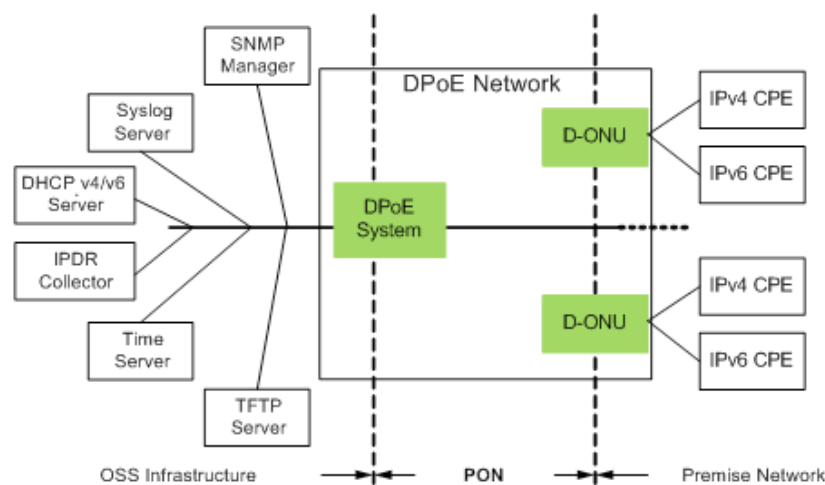 SNMP
Manager
DPoE Network
Syslog
Server
IPv4 CPE
D-ONU
IPv6 CPE
DHCP v4/v6
Server
DPoE
System
IPDR
Collector
IPv4 CPE
D-ONU
Time
Server
IPv6 CPE
TFTP
Server
OSS Infrastructure
PON
Premise Network